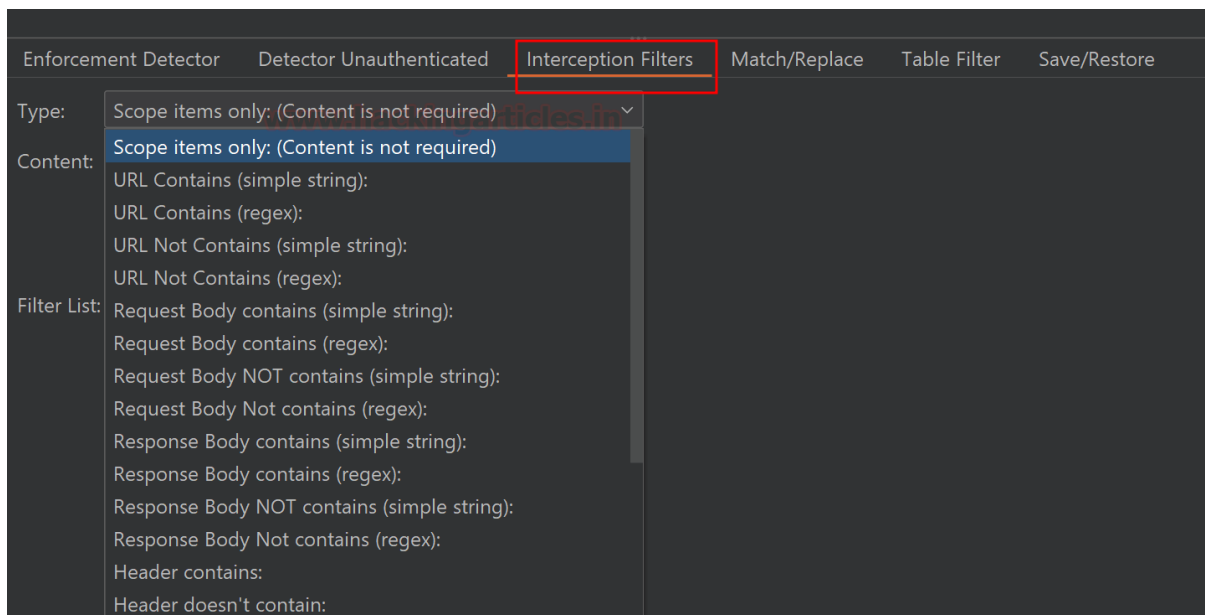 Enforcement Detector Detector Unauthenticated Interception Filters Match/Replace Table Filter Save/Restore
Type: Scope items only: (Content is not required)
www.hackingarticles.in
Scope items only: (Content is not required)
Content:
URL Contains (simple string):
URL Contains (regex):
URL Not Contains (simple string):
URL Not Contains (regex):
Filter List:
Request Body contains (simple string):
Request Body contains (regex):
Request Body NOT contains (simple string):
Request Body Not contains (regex):
Response Body contains (simple string):
Response Body contains (regex):
Response Body NOT contains (simple string):
Response Body Not contains (regex):
Header contains:
Header doesn't contain: